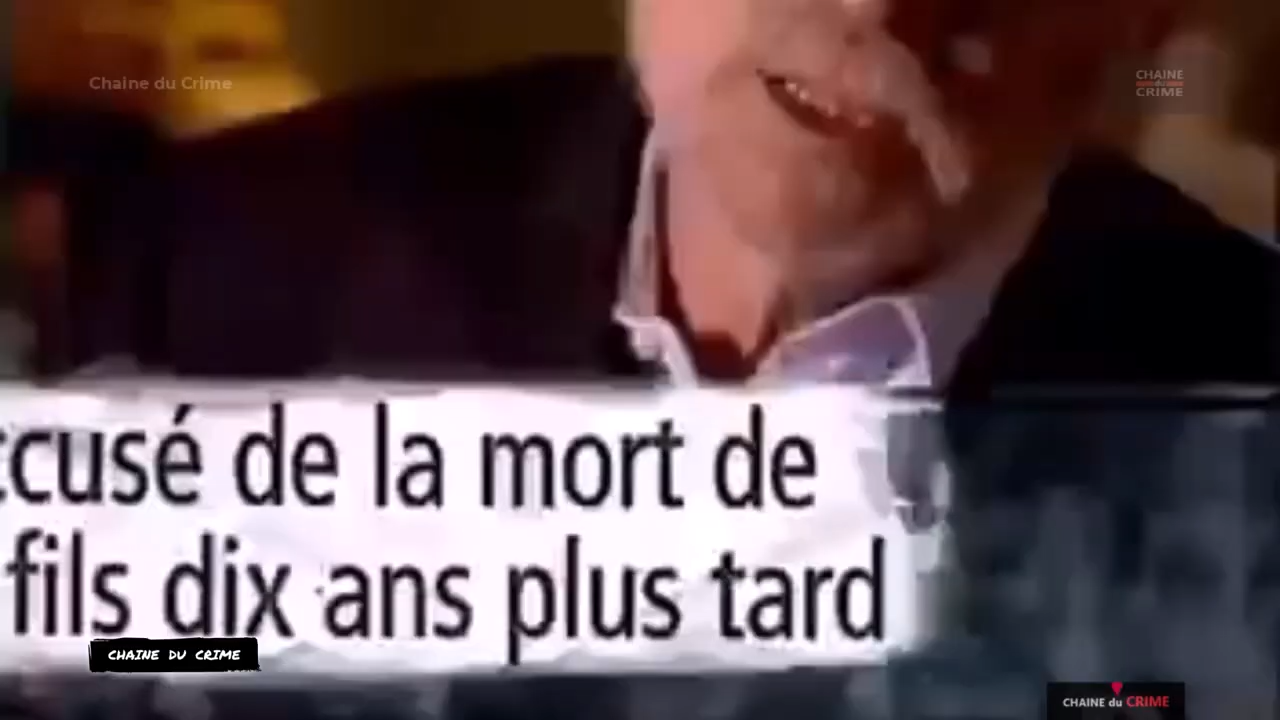 Chaine du Crime
CHAINE
du
CRIME
ccusé de la mort de
fils dix ans plus tard
CHAINE DU CRIME
CHAINE du CRIME